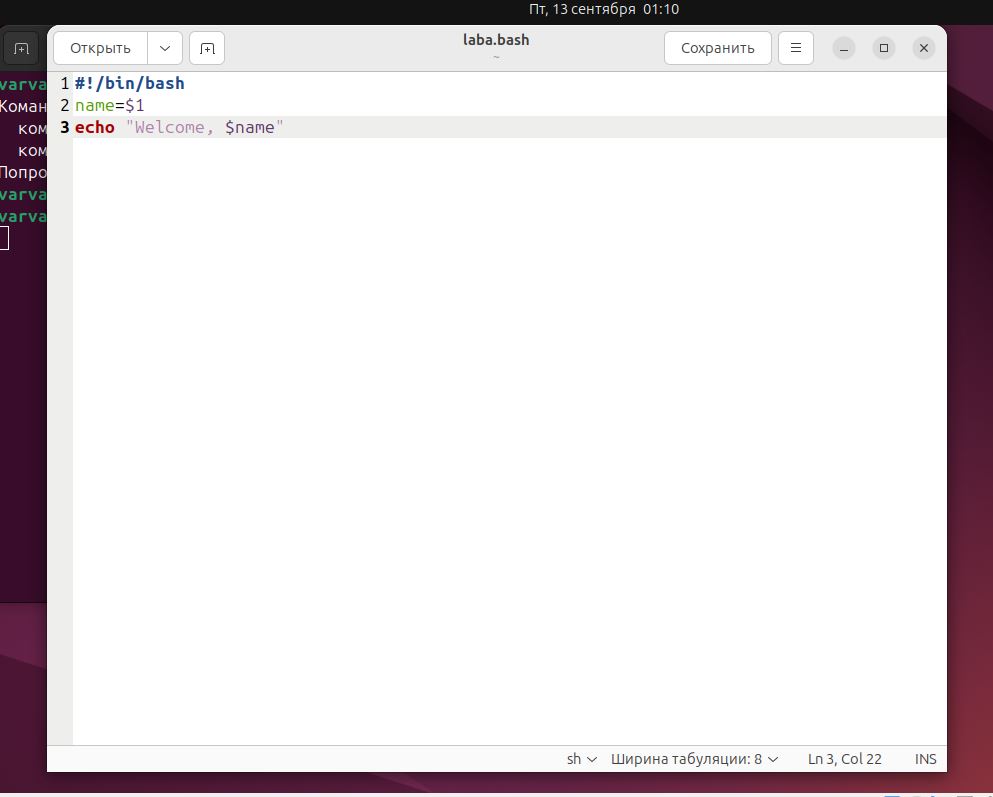 Пт, 13 сентября 01:10
Открыть
laba.bash
~
Сохранить
1 #!/bin/bash
2 name=$1
3 echo "Welcome, $name"
varva
Коман
ком
ком
Попро
varva
varva
sh
Ширина табуляции: 8
Ln 3, Col 22
INS